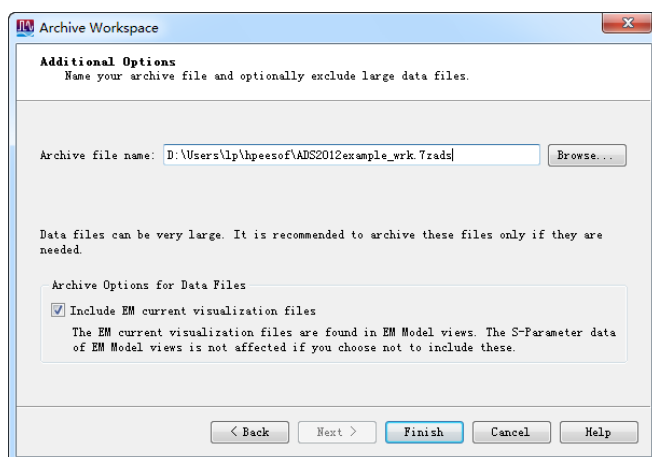 Archive Workspace
Additional Options
Name your archive file and optionally exclude large data files.
Archive file name: D:\Users\lp\hpeesof\ADS2012example_wrk.7zads Browse...
Data files can be very large. It is recommended to archive these files only if they are
needed.
Archive Options for Data Files
Include EM current visualization files
The EM current visualization files are found in EM Model views. The S-Parameter data
of EM Model views is not affected if you choose not to include these.
< Back Next > Finish Cancel Help